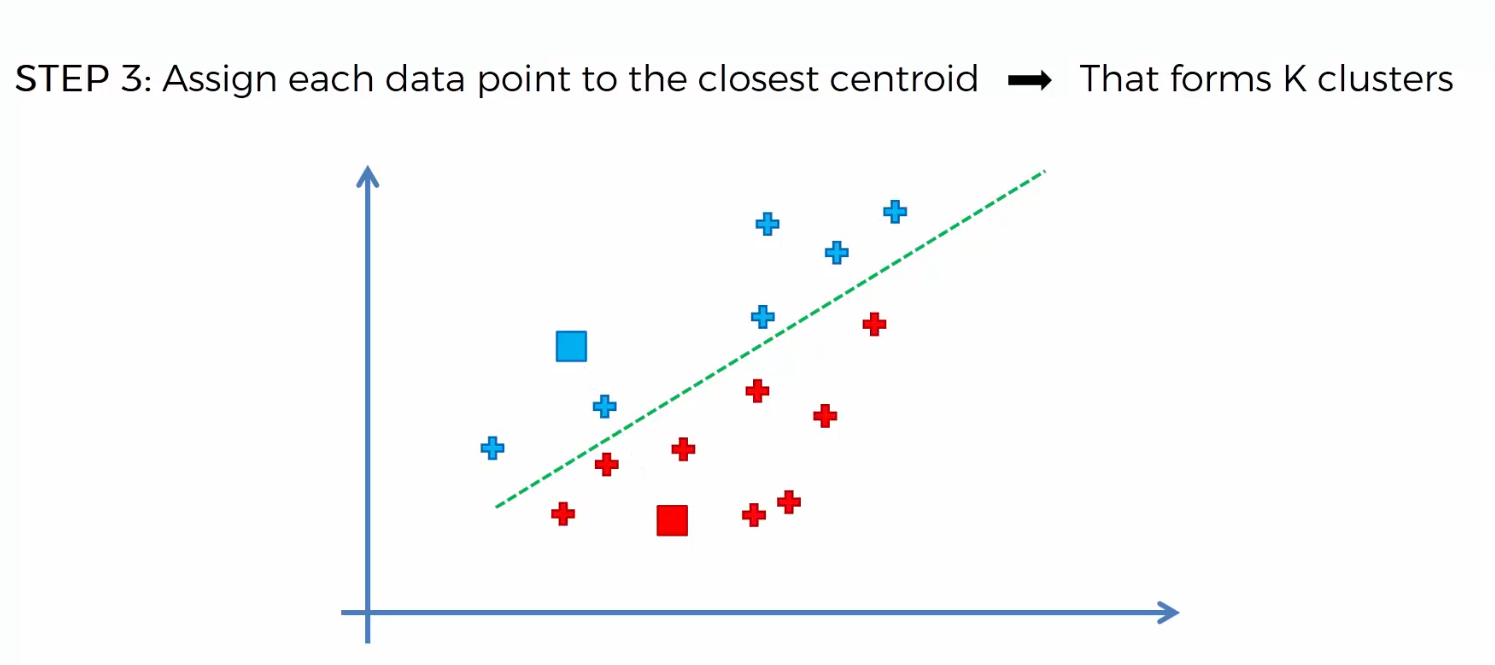 STEP 3: Assign each data point to the closest centroid ➡ That forms K clusters